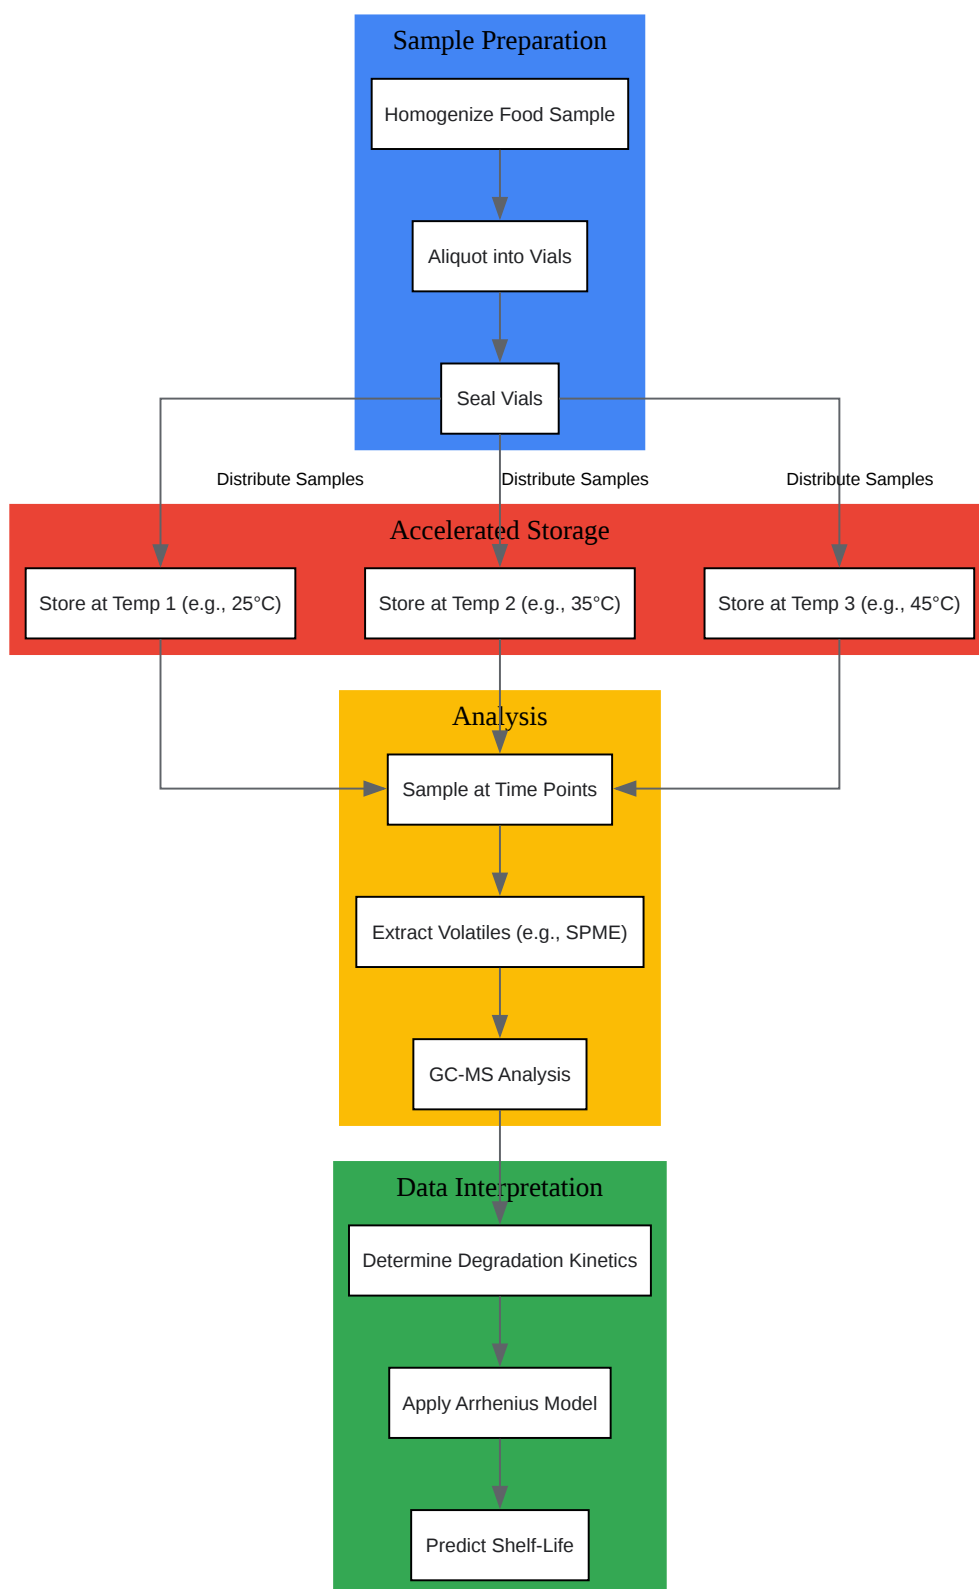 Sample Preparation
Homogenize Food Sample
Aliquot into Vials
Seal Vials
Distribute Samples
Distribute Samples
Distribute Samples
Accelerated Storage
Store at Temp 1 (e.g., 25°C)
Store at Temp 2 (e.g., 35°C)
Store at Temp 3 (e.g., 45°C)
Analysis
Sample at Time Points
Extract Volatiles (e.g., SPME)
GC-MS Analysis
Data Interpretation
Determine Degradation Kinetics
Apply Arrhenius Model
Predict Shelf-Life